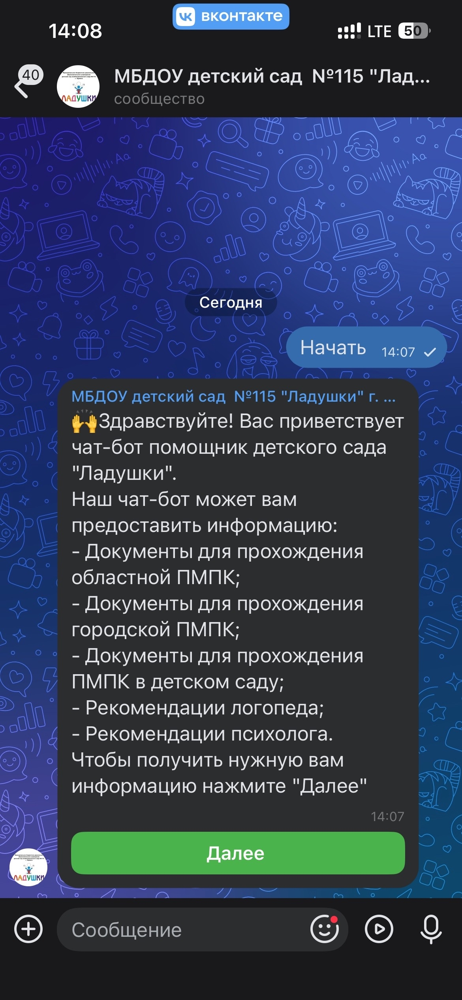 вконтакте
14:08
LTE 50
40
МБДОУ детский сад №115 "Лад...
сообщество
ЛАДУШКИ
Сегодня
Начать 14:07
МБДОУ детский сад №115 "Ладушки" г. ...
🙌Здравствуйте! Вас приветствует
чат-бот помощник детского сада
"Ладушки".
Наш чат-бот может вам
предоставить информацию:
- Документы для прохождения
областной ПМПК;
- Документы для прохождения
городской ПМПК;
- Документы для прохождения
ПМПК в детском саду;
- Рекомендации логопеда;
- Рекомендации психолога.
Чтобы получить нужную вам
информацию нажмите "Далее"
14:07
Далее
ЛАДУШКИ
Сообщение